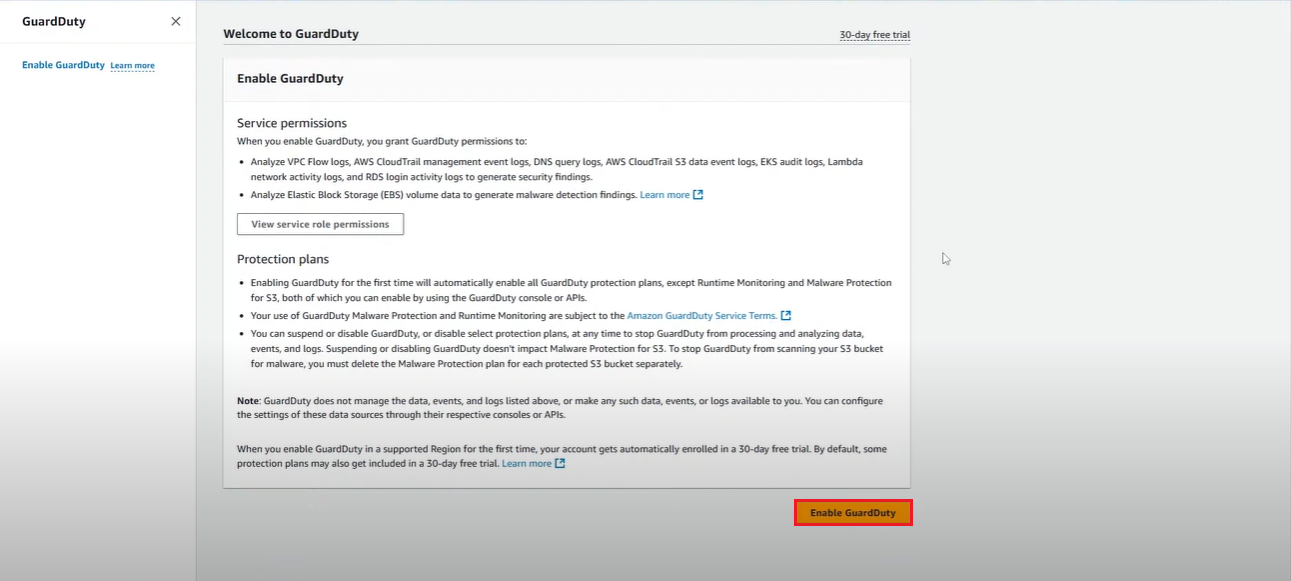 GuardDuty
Enable GuardDuty Learn more
Welcome to GuardDuty
30-day free trial
Enable GuardDuty
Service permissions
When you enable GuardDuty, you grant GuardDuty permissions to:
• Analyze VPC Flow logs, AWS CloudTrail management event logs, DNS query logs, AWS CloudTrail S3 data event logs, EKS audit logs, Lambda
network activity logs, and RDS login activity logs to generate security findings.
• Analyze Elastic Block Storage (EBS) volume data to generate malware detection findings. Learn more
View service role permissions
Protection plans
• Enabling GuardDuty for the first time will automatically enable all GuardDuty protection plans, except Runtime Monitoring and Malware Protection
for S3, both of which you can enable by using the GuardDuty console or APIs.
• Your use of GuardDuty Malware Protection and Runtime Monitoring are subject to the Amazon GuardDuty Service Terms.
• You can suspend or disable GuardDuty, or disable select protection plans, at any time to stop GuardDuty from processing and analyzing data,
events, and logs. Suspending or disabling GuardDuty doesn't impact Malware Protection for S3. To stop GuardDuty from scanning your S3 bucket
for malware, you must delete the Malware Protection plan for each protected S3 bucket separately.
Note: GuardDuty does not manage the data, events, and logs listed above, or make any such data, events, or logs available to you. You can configure
the settings of these data sources through their respective consoles or APIs.
When you enable GuardDuty in a supported Region for the first time, your account gets automatically enrolled in a 30-day free trial. By default, some
protection plans may also get included in a 30-day free trial. Learn more
Enable GuardDuty